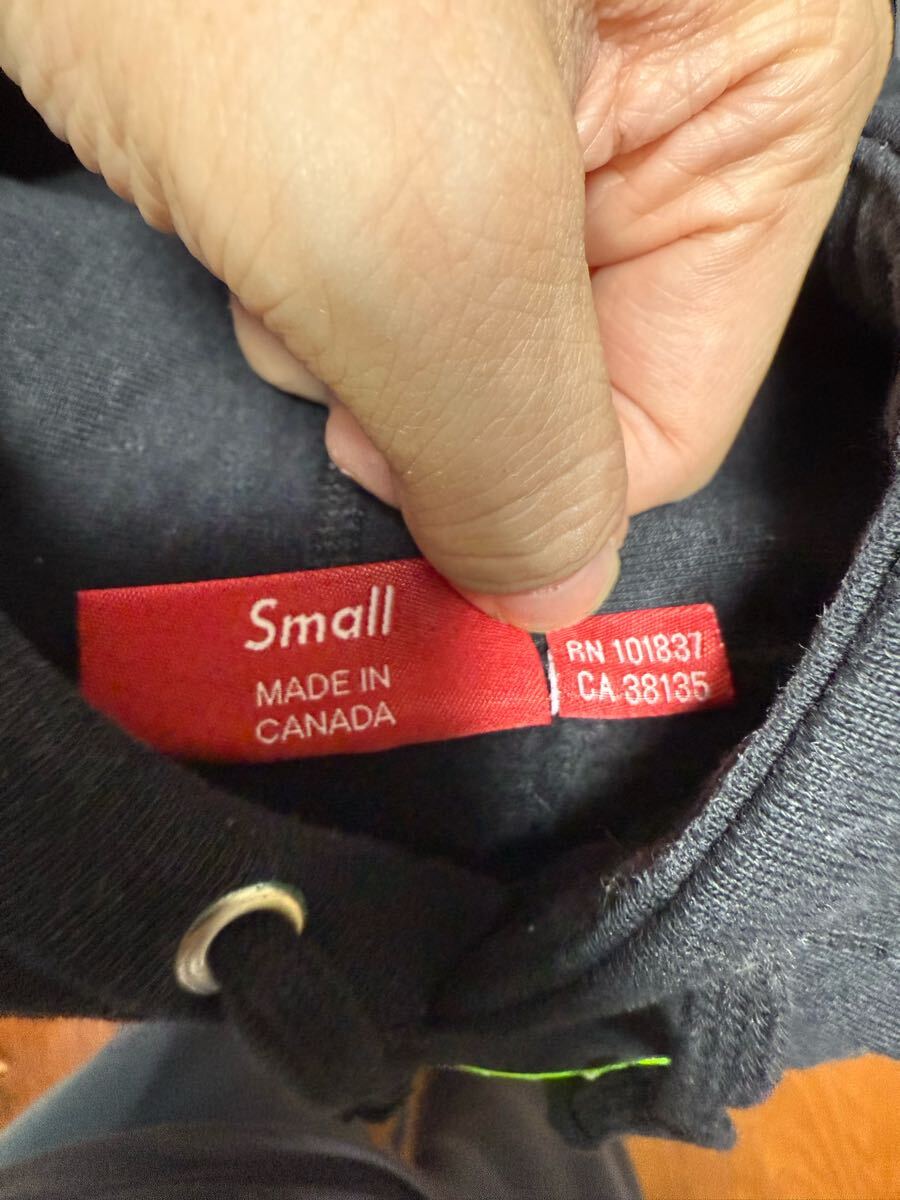 Small
MADE IN
CANADA
RN 101837
CA 38135